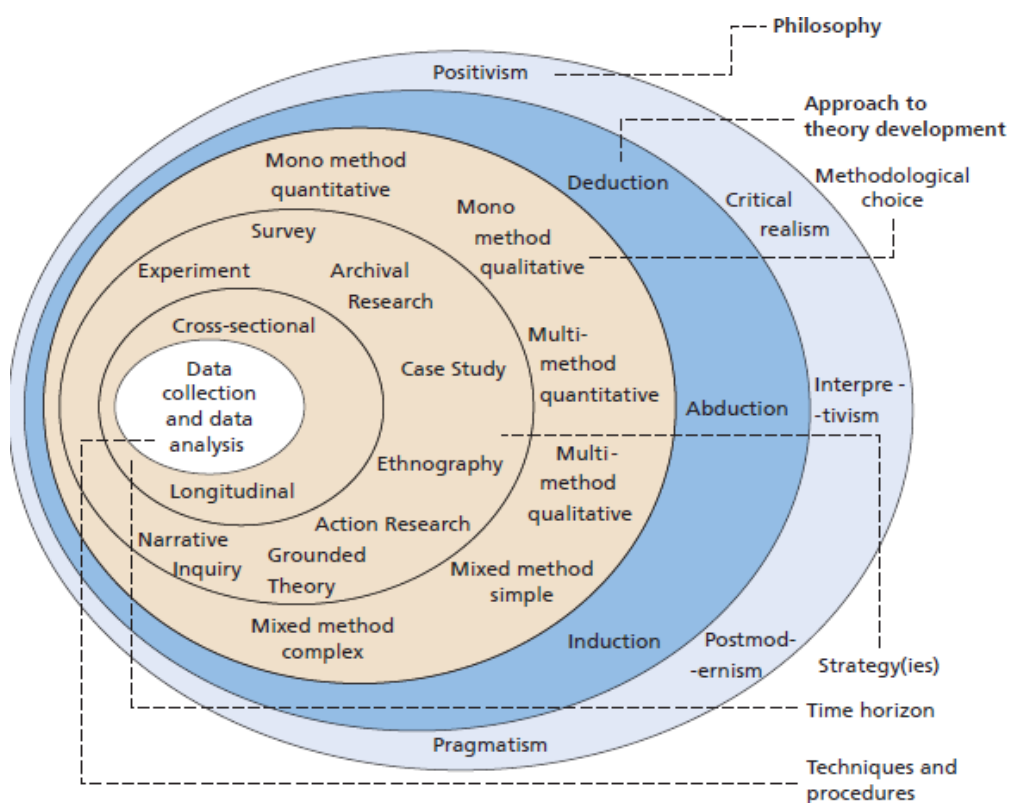 Philosophy
Positivism
Approach to
theory development
Mono method
quantitative
Deduction
Methodological
choice
Mono
method
qualitative
Critical
realism
Survey
Experiment
Archival
Research
Cross-sectional
Multi-
method
quantitative
Data
collection
and data
analysis
Case Study
Abduction
Interpre -
-tivism
Ethnography
Multi-
method
qualitative
Longitudinal
Action Research
Narrative
Inquiry
Grounded
Theory
Mixed method
simple
Mixed method
complex
Induction
Postmod-
-ernism
Strategy(ies)
Time horizon
Pragmatism
Techniques and
procedures